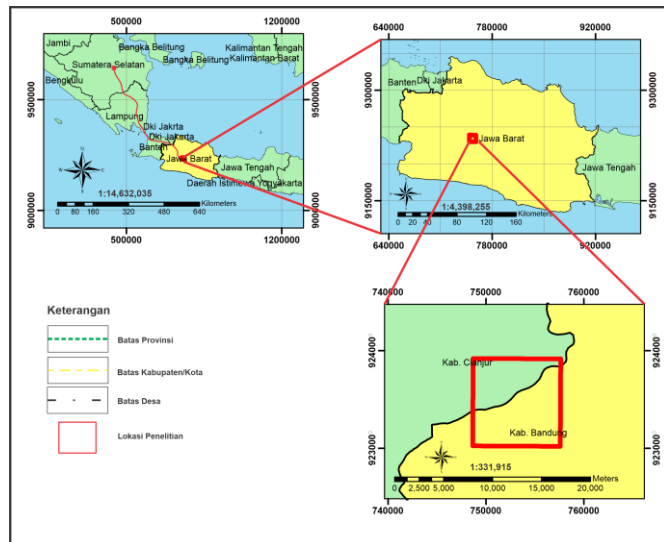 500000 1200000
Jambi
Bangka Belitung
Bangka Belitung
Kalimantan Tengah
Kalimantan Barat
Sumatera Selatan
Bengkulu
Lampung
Dki Jakrta
Dki Jakarta
Banten
Jawa Barat
Jawa Tengah
Daerah Istimewa Yogyakarta
9500000
9500000
9000000
9000000
1:14,632,035
Kilometers
0 80 160 320 480 640
500000 1200000
640000 780000 920000
Banten
Dki Jakarta
Jawa Barat
Jawa Tengah
9300000
9300000
9150000
9150000
1:4,398,255
Kilometers
0 20 40 80 120 160
640000 780000 920000
Keterangan
Batas Provinsi
Batas Kabupaten/Kota
Batas Desa
Lokasi Penelitian
740000 750000 760000
Kab. Cianjur
Kab. Bandung
1:331,915
Meters
0 2,500 5,000 10,000 15,000 20,000
740000 750000 760000